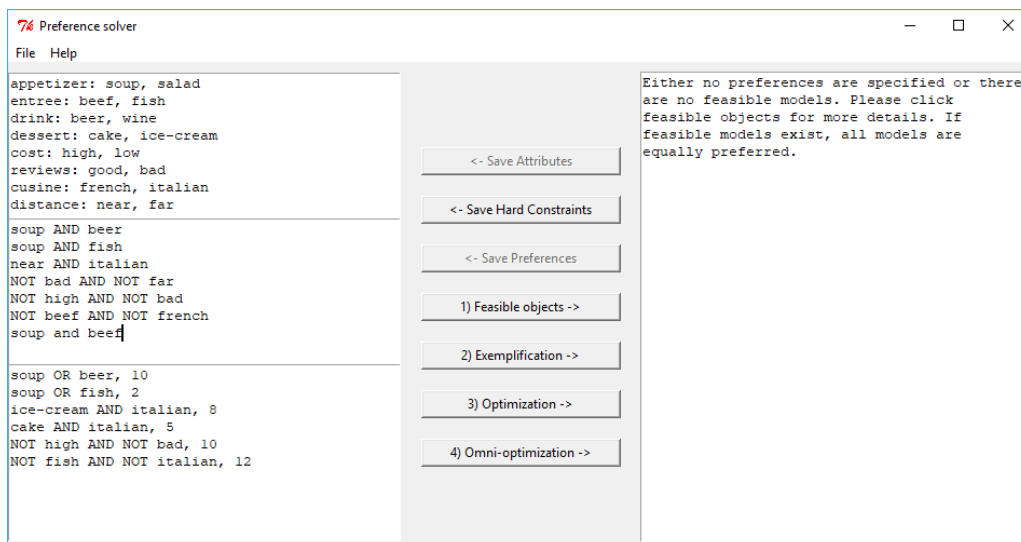 Preference solver
File Help
appetizer: soup, salad
entree: beef, fish
drink: beer, wine
dessert: cake, ice-cream
cost: high, low
reviews: good, bad
cusine: french, italian
distance: near, far
soup AND beer
soup AND fish
near AND italian
NOT bad AND NOT far
NOT high AND NOT bad
NOT beef AND NOT french
soup and beef
soup OR beer, 10
soup OR fish, 2
ice-cream AND italian, 8
cake AND italian, 5
NOT high AND NOT bad, 10
NOT fish AND NOT italian, 12
<- Save Attributes
<- Save Hard Constraints
<- Save Preferences
1) Feasible objects ->
2) Exemplification ->
3) Optimization ->
4) Omni-optimization ->
Either no preferences are specified or there
are no feasible models. Please click
feasible objects for more details. If
feasible models exist, all models are
equally preferred.